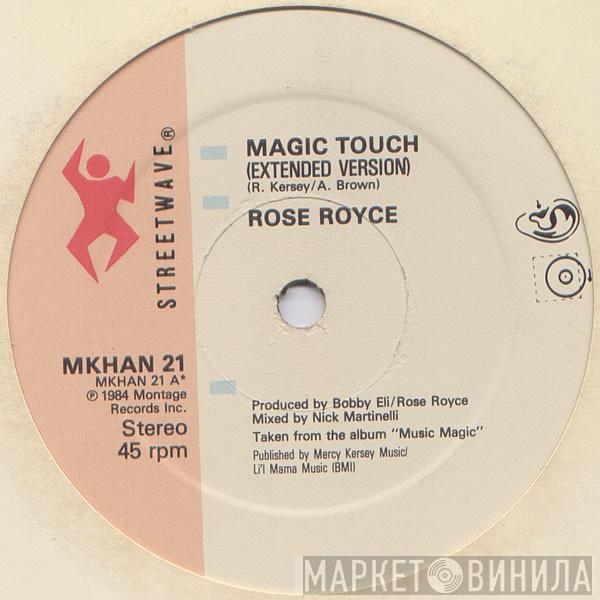 STREETWAVE®
MAGIC TOUCH
(EXTENDED VERSION)
(R. Kersey/A. Brown)
ROSE ROYCE
MKHAN 21
MKHAN 21 A*
℗ 1984 Montage
Records Inc.
Stereo
45 rpm
Produced by Bobby Eli/Rose Royce
Mixed by Nick Martinelli
Taken from the album "Music Magic"
Published by Mercy Kersey Music/
Li'l Mama Music (BMI)
МАРКЕТ ВИНИЛА